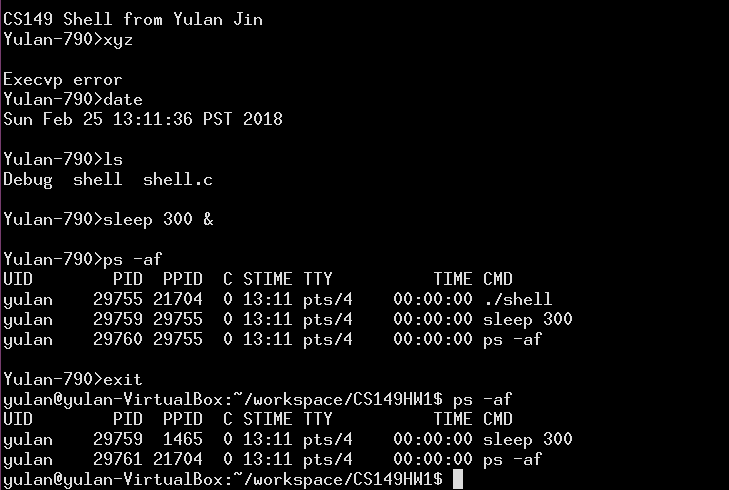 CS149 Shell from Yulan Jin
Yulan-790>xyz
Execvp error
Yulan-790>date
Sun Feb 25 13:11:36 PST 2018
Yulan-790>ls
Debug  shell  shell.c
Yulan-790>sleep 300 &
Yulan-790>ps -af
UID        PID  PPID  C STIME TTY          TIME CMD
yulan    29755 21704  0 13:11 pts/4    00:00:00 ./shell
yulan    29759 29755  0 13:11 pts/4    00:00:00 sleep 300
yulan    29760 29755  0 13:11 pts/4    00:00:00 ps -af
Yulan-790>exit
yulan@yulan-VirtualBox:~/workspace/CS149HW1$ ps -af
UID        PID  PPID  C STIME TTY          TIME CMD
yulan    29759  1465  0 13:11 pts/4    00:00:00 sleep 300
yulan    29761 21704  0 13:11 pts/4    00:00:00 ps -af
yulan@yulan-VirtualBox:~/workspace/CS149HW1$